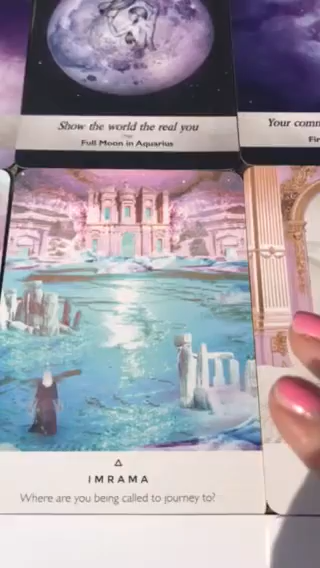 Show the world the real you
Full Moon in Aquarius
Your comm
Fir
IMRAMA
Where are you being called to journey to?